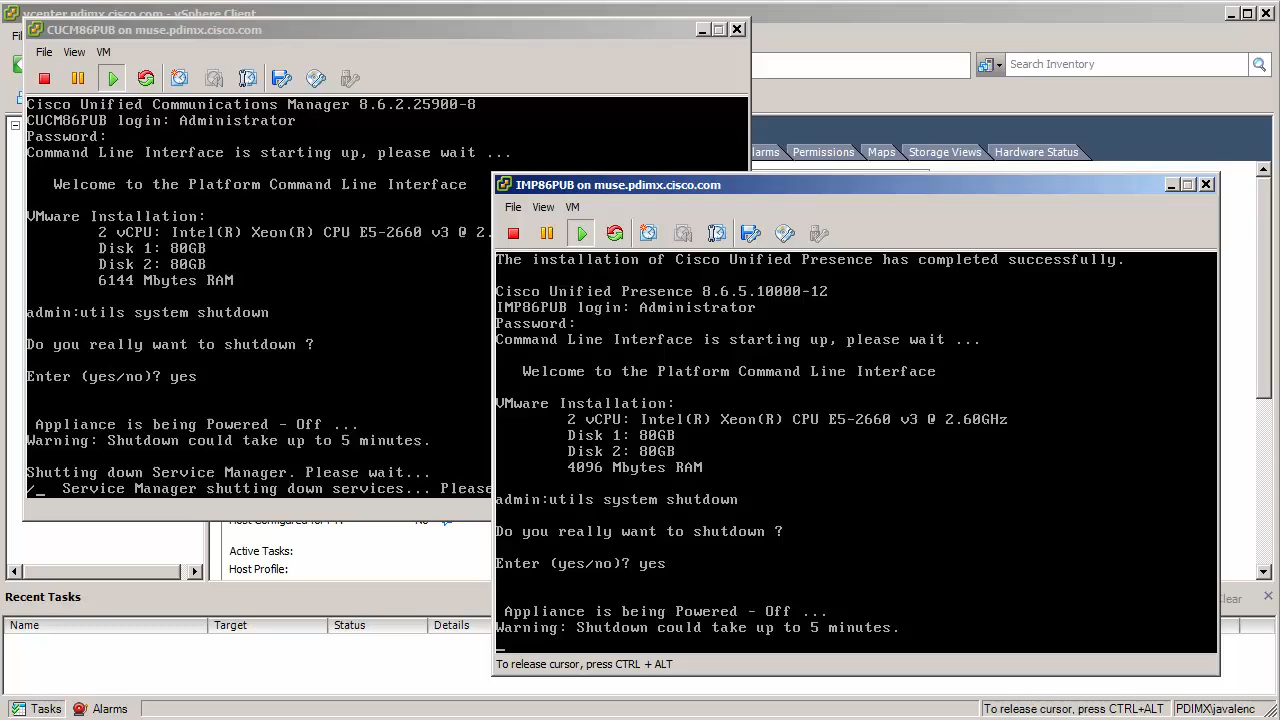 vcenter.pdimx.cisco.com - vSphere Client
CUCM86PUB on muse.pdimx.cisco.com
File View VM
Search Inventory
Cisco Unified Communications Manager 8.6.2.25900-8
CUCM86PUB login: Administrator
Password:
Command Line Interface is starting up, please wait ...
Welcome to the Platform Command Line Interface
VMware Installation:
2 vCPU: Intel(R) Xeon(R) CPU E5-2660 v3 @ 2.
Disk 1: 80GB
Disk 2: 80GB
6144 Mbytes RAM
admin:utils system shutdown
Do you really want to shutdown ?
Enter (yes/no)? yes
Appliance is being Powered - Off ...
Warning: Shutdown could take up to 5 minutes.
Shutting down Service Manager. Please wait...
/_ Service Manager shutting down services... Please
Permissions Maps Storage Views Hardware Status
IMP86PUB on muse.pdimx.cisco.com
File View VM
The installation of Cisco Unified Presence has completed successfully.
Cisco Unified Presence 8.6.5.10000-12
IMP86PUB login: Administrator
Password:
Command Line Interface is starting up, please wait ...
Welcome to the Platform Command Line Interface
VMware Installation:
2 vCPU: Intel(R) Xeon(R) CPU E5-2660 v3 @ 2.60GHz
Disk 1: 80GB
Disk 2: 80GB
4096 Mbytes RAM
admin:utils system shutdown
Do you really want to shutdown ?
Enter (yes/no)? yes
Appliance is being Powered - Off ...
Warning: Shutdown could take up to 5 minutes.
_
To release cursor, press CTRL + ALT
Active Tasks:
Host Profile:
Recent Tasks
Clear
Name Target Status Details
Tasks Alarms
To release cursor, press CTRL+ALT
PDIMX\javalenc